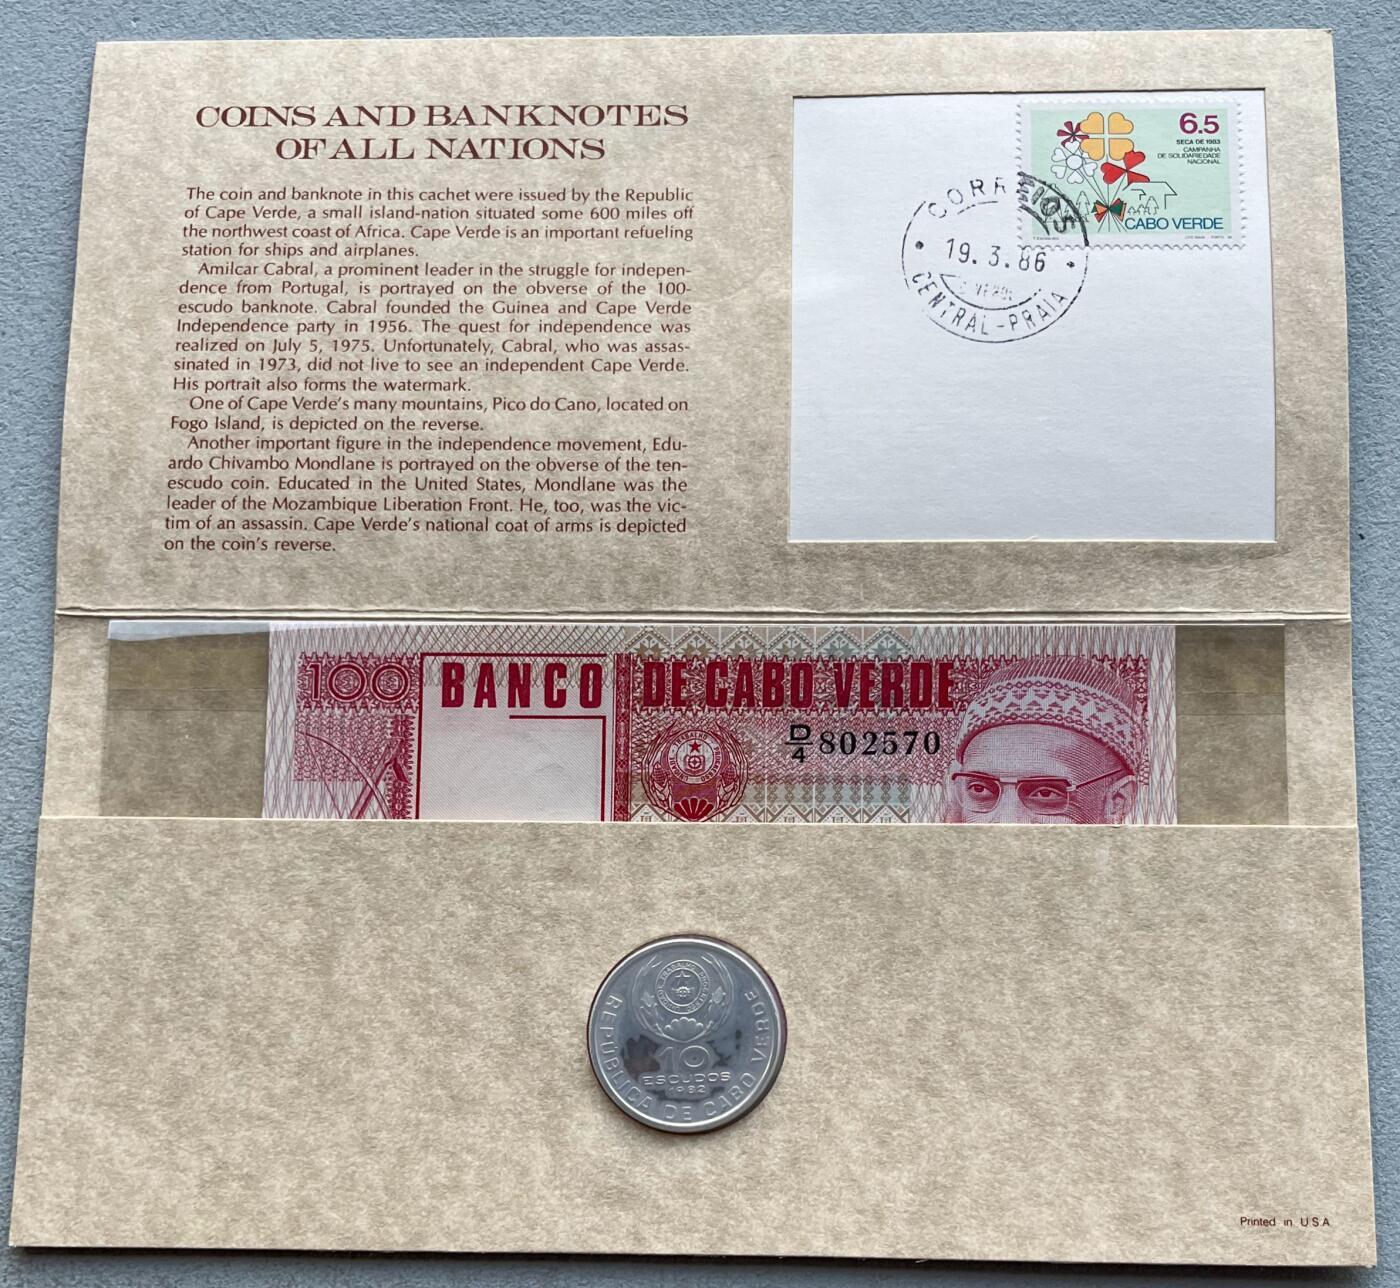 COINS AND BANKNOTES
OF ALL NATIONS
The coin and banknote in this cachet were issued by the Republic
of Cape Verde, a small island-nation situated some 600 miles off
the northwest coast of Africa. Cape Verde is an important refueling
station for ships and airplanes.
Amilcar Cabral, a prominent leader in the struggle for indepen-
dence from Portugal, is portrayed on the obverse of the 100-
escudo banknote. Cabral founded the Guinea and Cape Verde
Independence party in 1956. The quest for independence was
realized on July 5, 1975. Unfortunately, Cabral, who was assas-
sinated in 1973, did not live to see an independent Cape Verde.
His portrait also forms the watermark.
One of Cape Verde's many mountains, Pico do Cano, located on
Fogo Island, is depicted on the reverse.
Another important figure in the independence movement, Edu-
ardo Chivambo Mondlane is portrayed on the obverse of the ten-
escudo coin. Educated in the United States, Mondlane was the
leader of the Mozambique Liberation Front. He, too, was the vic-
tim of an assassin. Cape Verde's national coat of arms is depicted
on the coin's reverse.
6.5
SECA DE 1983
CAMPANHA
DE SOLIDARIEDADE
NACIONAL
CABO VERDE
CORREIOS
19.3.86
CENTRAL-PRAIA
100 BANCO DE CABO VERDE
D/4 802570
10
ESCUDOS
1982
REPÚBLICA DE CABO VERDE
Printed in U.S.A.